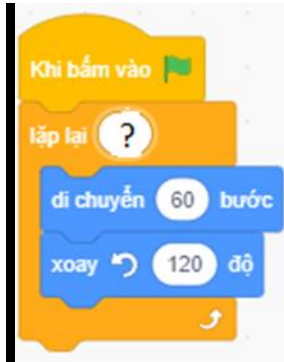 Khi bấm vào
lặp lại ?
di chuyển 60 bước
xoay 120 độ